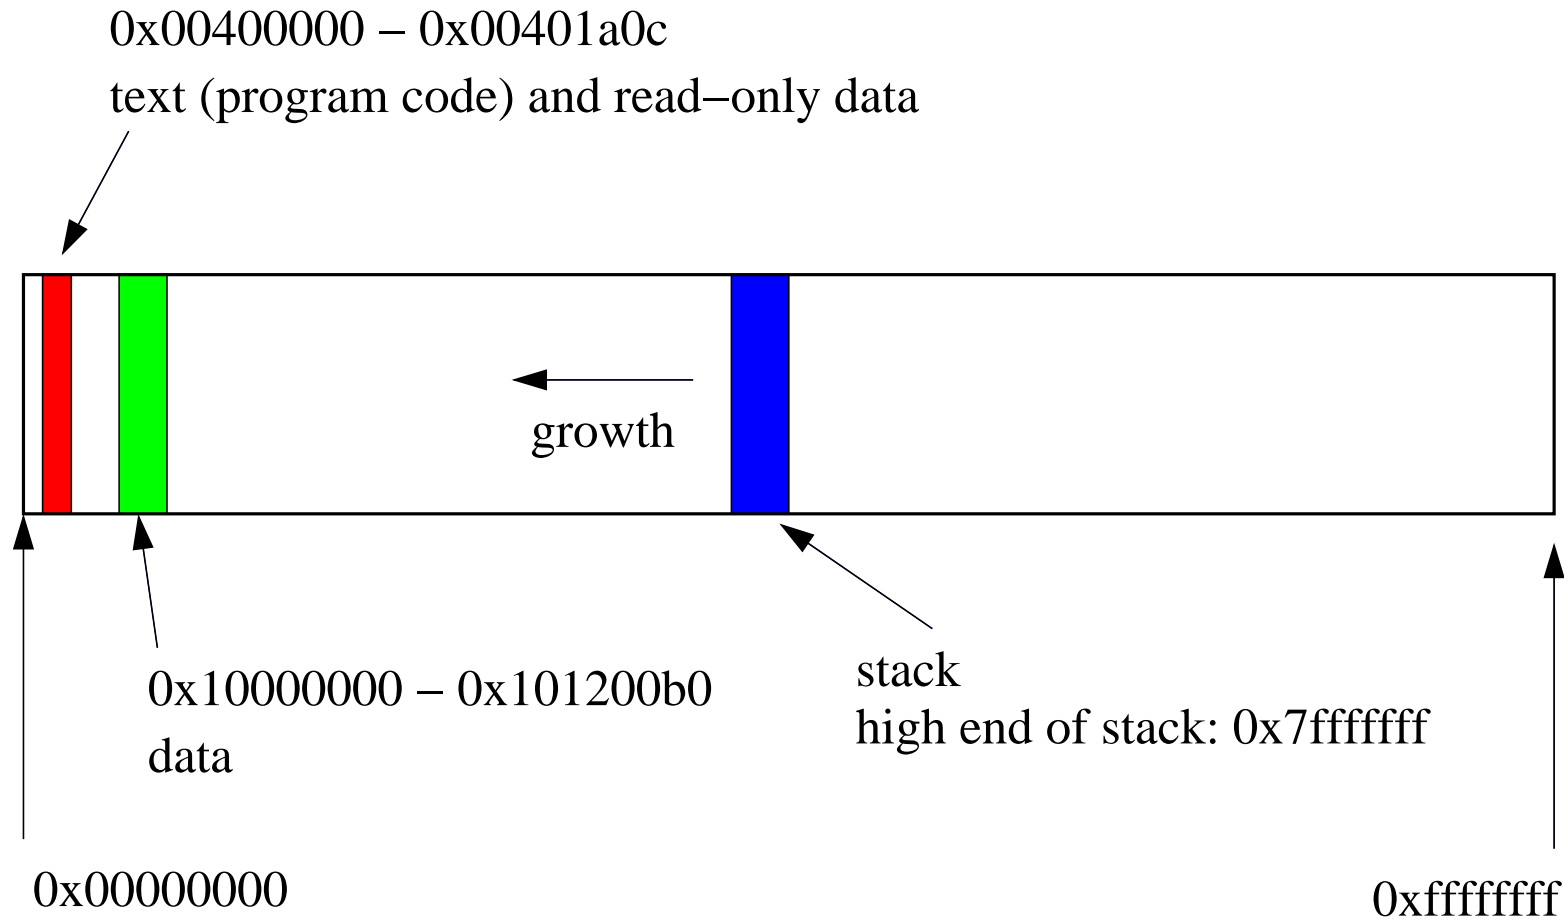 0x00400000 – 0x00401a0c
text (program code) and read–only data
growth
0x10000000 – 0x101200b0
data
stack
high end of stack: 0x7fffffff
0x00000000
0xffffffff